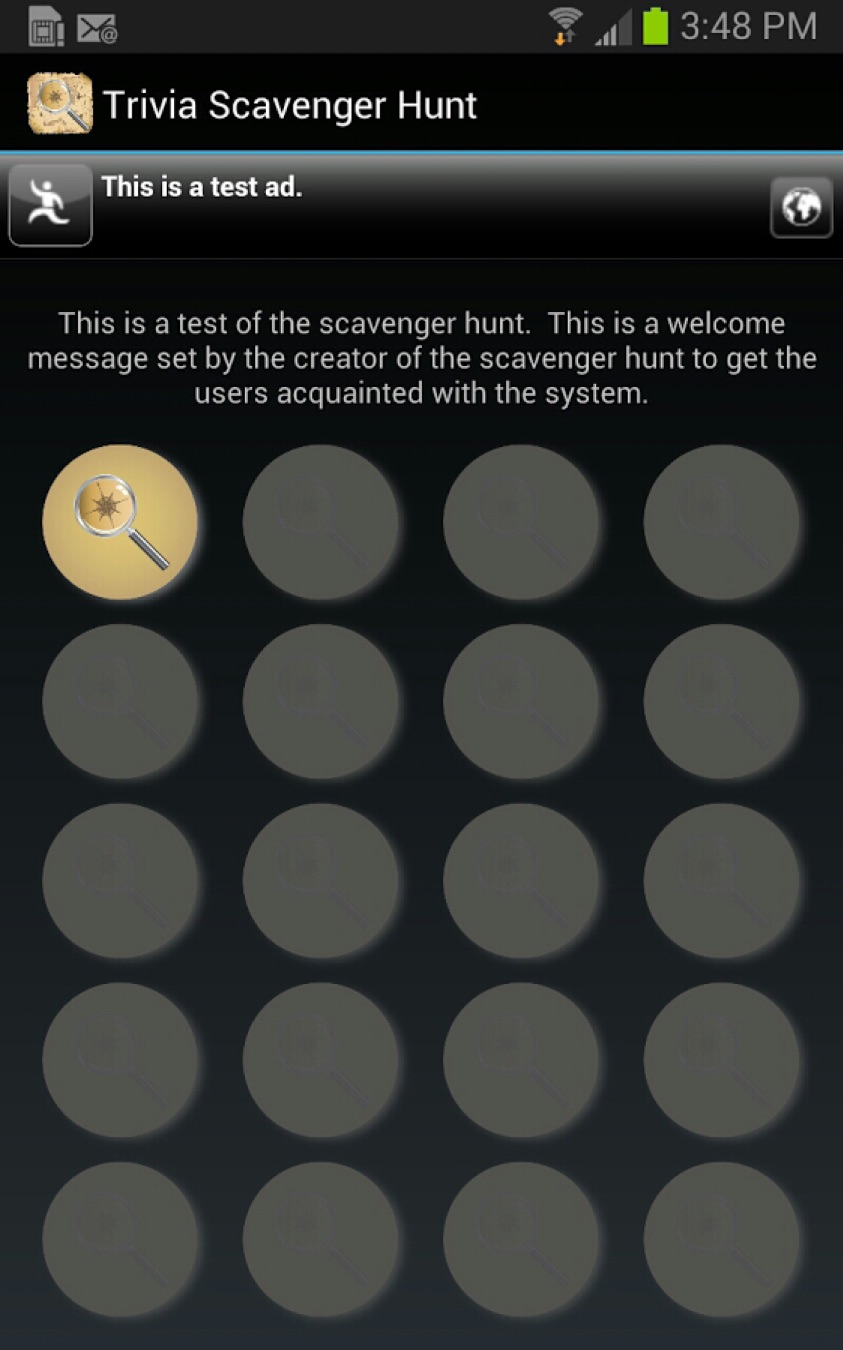 3:48 PM
Trivia Scavenger Hunt
This is a test ad.
This is a test of the scavenger hunt.  This is a welcome
message set by the creator of the scavenger hunt to get the
users acquainted with the system.